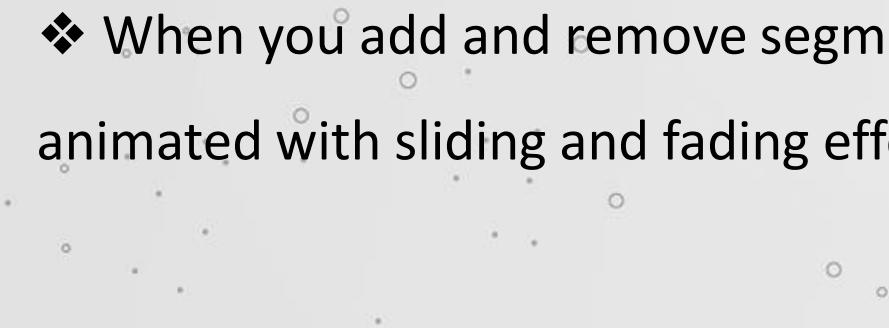 ❖ When you add and remove segm
animated with sliding and fading eff